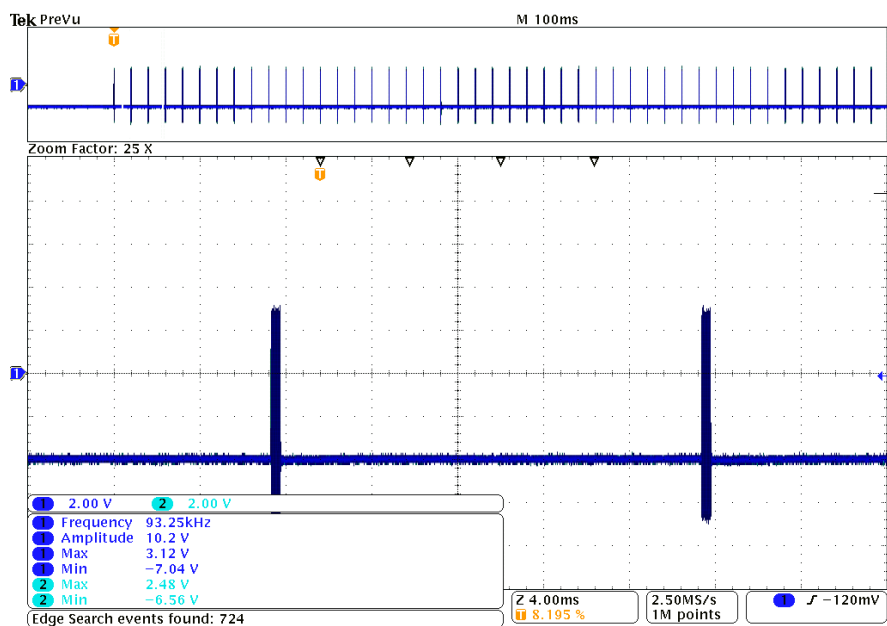 Tek PreVu M 100ms
T
1
Zoom Factor: 25 X
T
1
1 2.00 V 2 2.00 V
1 Frequency 93.25kHz
1 Amplitude 10.2 V
1 Max 3.12 V
1 Min −7.04 V
2 Max 2.48 V
2 Min −6.56 V
Z 4.00ms 2.50MS/s 1 −120mV
T 8.195 % 1M points
Edge Search events found: 724